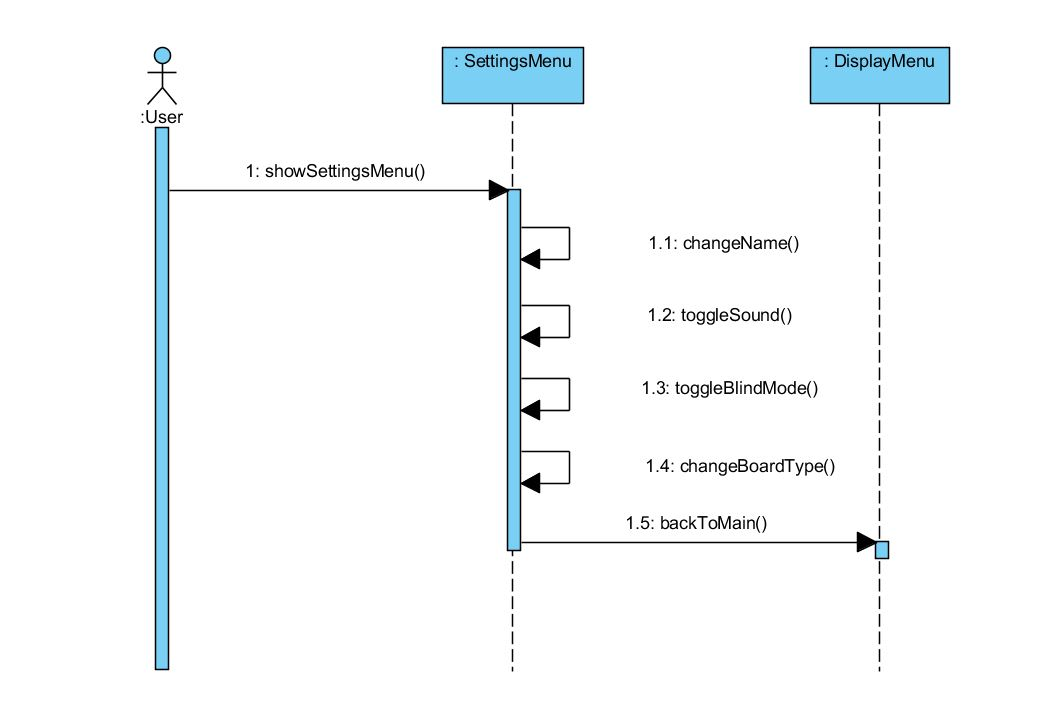 : SettingsMenu
: DisplayMenu
:User
1: showSettingsMenu()
1.1: changeName()
1.2: toggleSound()
1.3: toggleBlindMode()
1.4: changeBoardType()
1.5: backToMain()